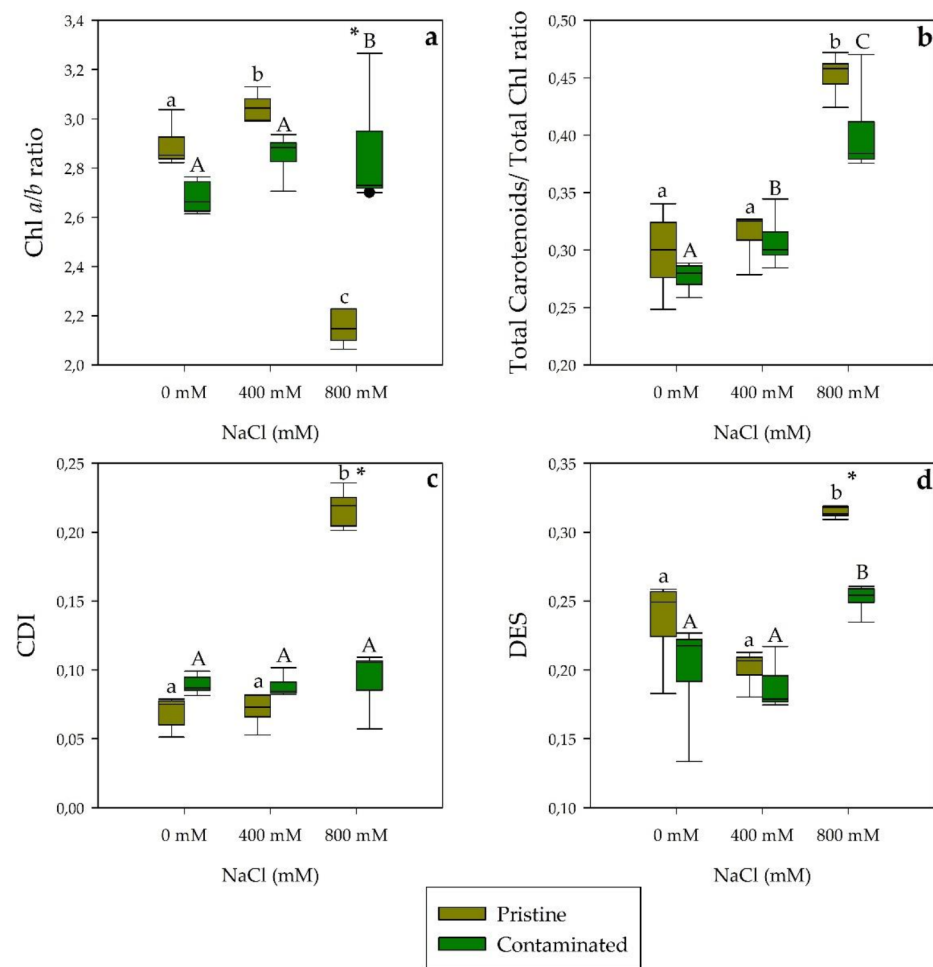 a
Chl a/b ratio
3,4
3,2
3,0
2,8
2,6
2,4
2,2
2,0
a
A
b
A
* B
c
0 mM 400 mM 800 mM
NaCl (mM)
b
Total Carotenoids/ Total Chl ratio
0,50
0,45
0,40
0,35
0,30
0,25
0,20
a
A
a
B
b
C
0 mM 400 mM 800 mM
NaCl (mM)
c
CDI
0,25
0,20
0,15
0,10
0,05
0,00
a
A
a
A
b *
A
0 mM 400 mM 800 mM
NaCl (mM)
d
DES
0,35
0,30
0,25
0,20
0,15
0,10
a
A
a
A
b *
B
0 mM 400 mM 800 mM
NaCl (mM)
Pristine
Contaminated